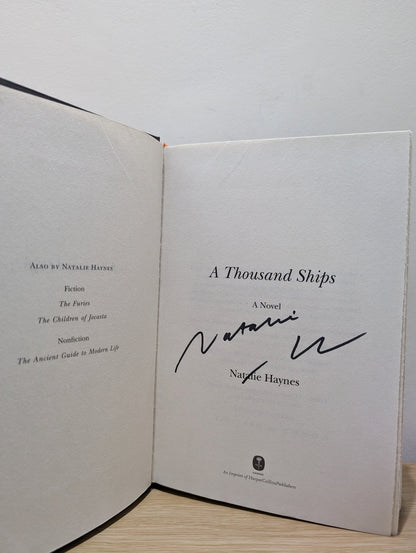 ALSO BY NATALIE HAYNES
Fiction
The Furies
The Children of Jocasta
Nonfiction
The Ancient Guide to Modern Life
A Thousand Ships
A Novel
Natalie H
Natalie Haynes
An Imprint of HarperCollinsPublishers